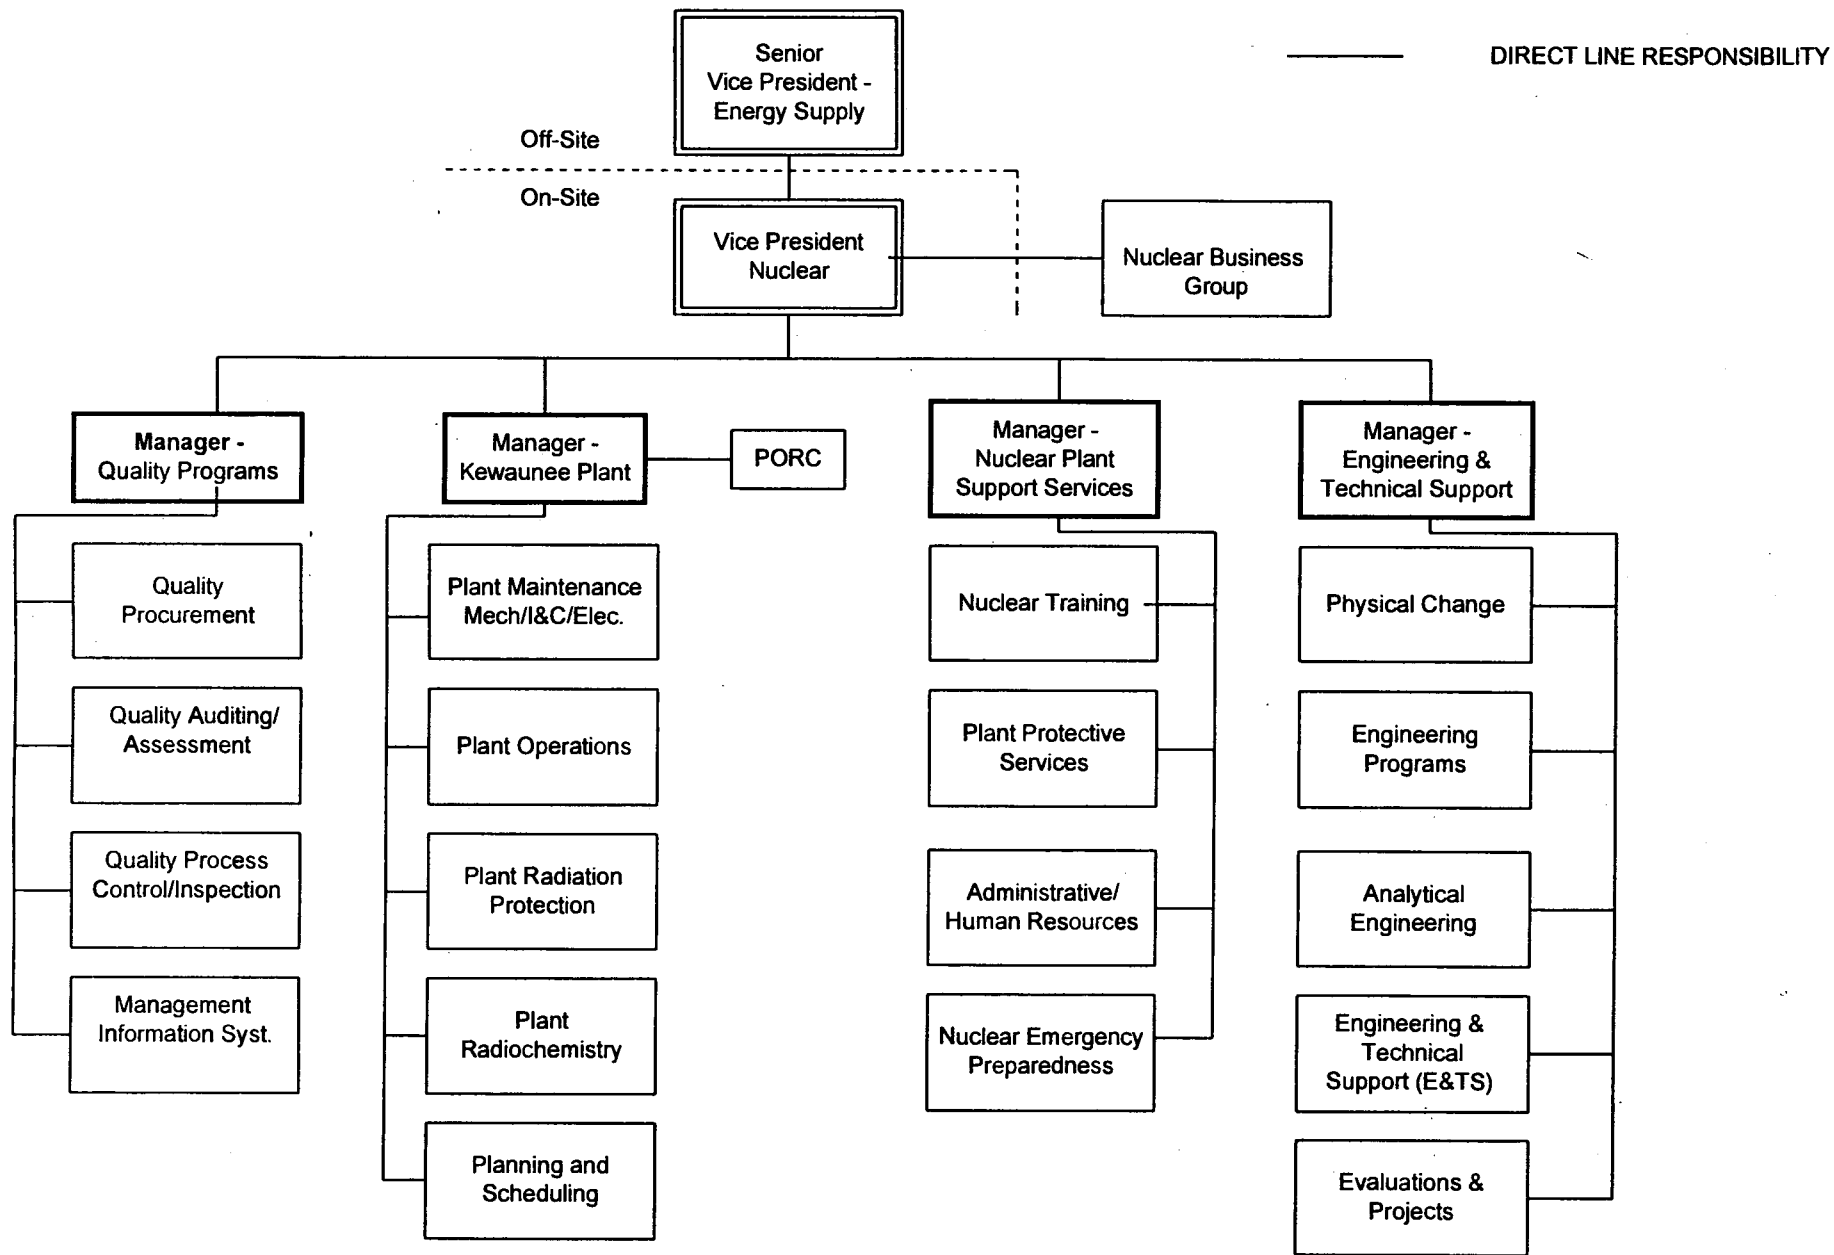 Senior
Vice President -
Energy Supply
DIRECT LINE RESPONSIBILITY
Off-Site
On-Site
Vice President
Nuclear
Nuclear Business
Group
Manager -
Quality Programs
Manager -
Kewaunee Plant
PORC
Manager -
Nuclear Plant
Support Services
Manager -
Engineering &
Technical Support
Quality
Procurement
Quality Auditing/
Assessment
Quality Process
Control/Inspection
Management
Information Syst.
Plant Maintenance
Mech/I&C/Elec.
Plant Operations
Plant Radiation
Protection
Plant
Radiochemistry
Planning and
Scheduling
Nuclear Training
Plant Protective
Services
Administrative/
Human Resources
Nuclear Emergency
Preparedness
Physical Change
Engineering
Programs
Analytical
Engineering
Engineering &
Technical
Support (E&TS)
Evaluations &
Projects